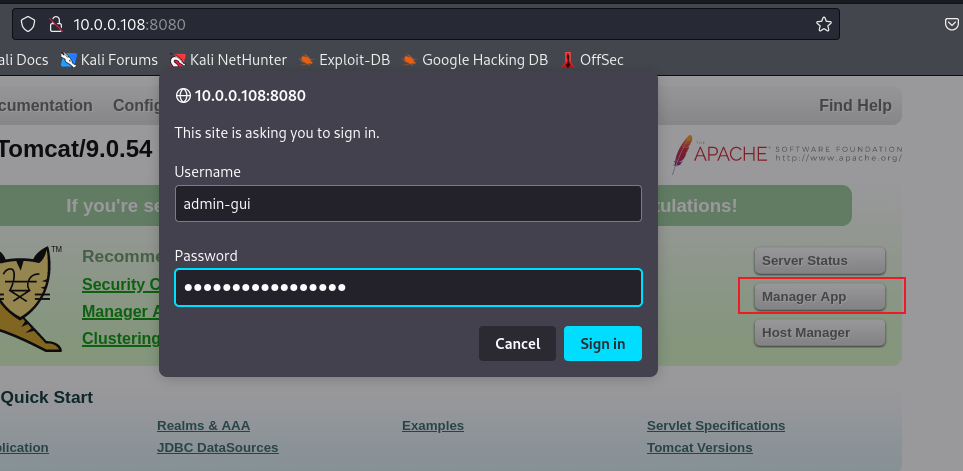 10.0.0.108:8080
ali Docs Kali Forums Kali NetHunter Exploit-DB Google Hacking DB OffSec
10.0.0.108:8080
This site is asking you to sign in.
Username
admin-gui
Password
•••••••••••••••••
Cancel Sign in
cumentation Config Find Help
Tomcat/9.0.54
THE
APACHE SOFTWARE FOUNDATION
http://www.apache.org/
If you're se tulations!
TM
Recomme
Security O
Manager A
Clustering
Server Status
Manager App
Host Manager
Quick Start
Realms & AAA Examples Servlet Specifications
plication JDBC DataSources Tomcat Versions